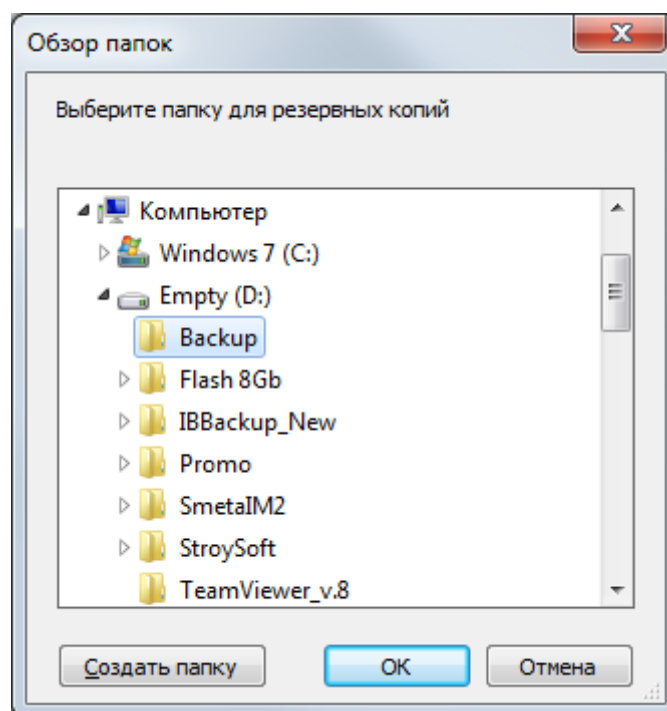 Обзор папок
Выберите папку для резервных копий
Компьютер
Windows 7 (C:)
Empty (D:)
Backup
Flash 8Gb
IBBackup_New
Promo
SmetaIM2
StroySoft
TeamViewer_v.8
Создать папку
ОК
Отмена